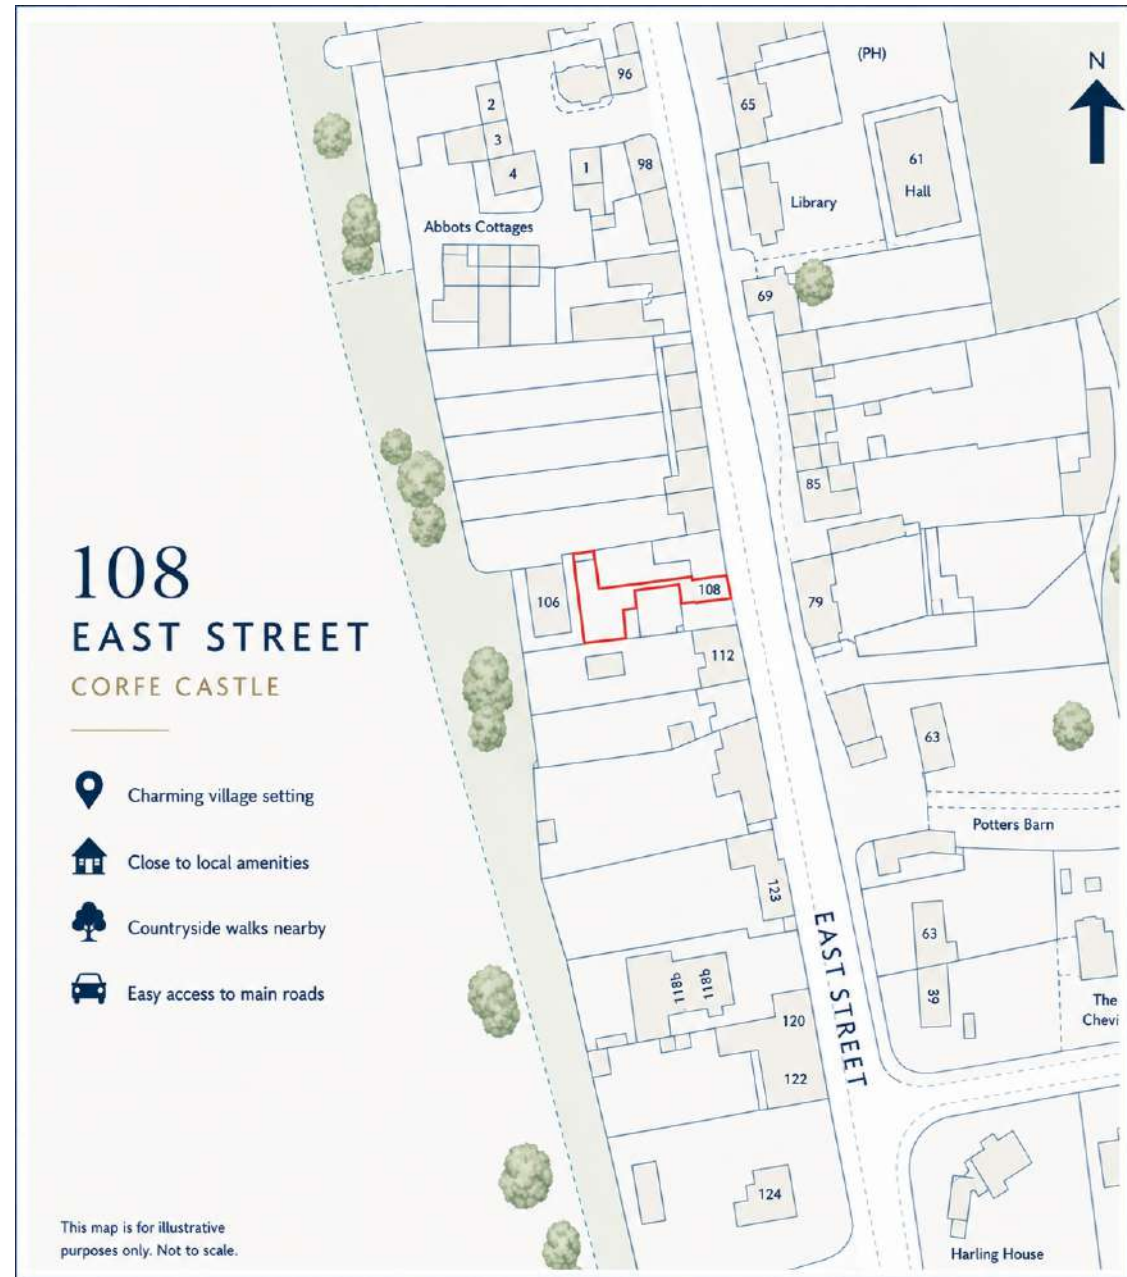 108
EAST STREET
CORFE CASTLE
Charming village setting
Close to local amenities
Countryside walks nearby
Easy access to main roads
This map is for illustrative
purposes only. Not to scale.
N
(PH)
96
2
65
3
61
4
1
98
Hall
Library
Abbots Cottages
69
85
108
106
79
112
63
Potters Barn
123
63
EAST STREET
118b
118b
39
The
Chevi
120
122
124
Harling House